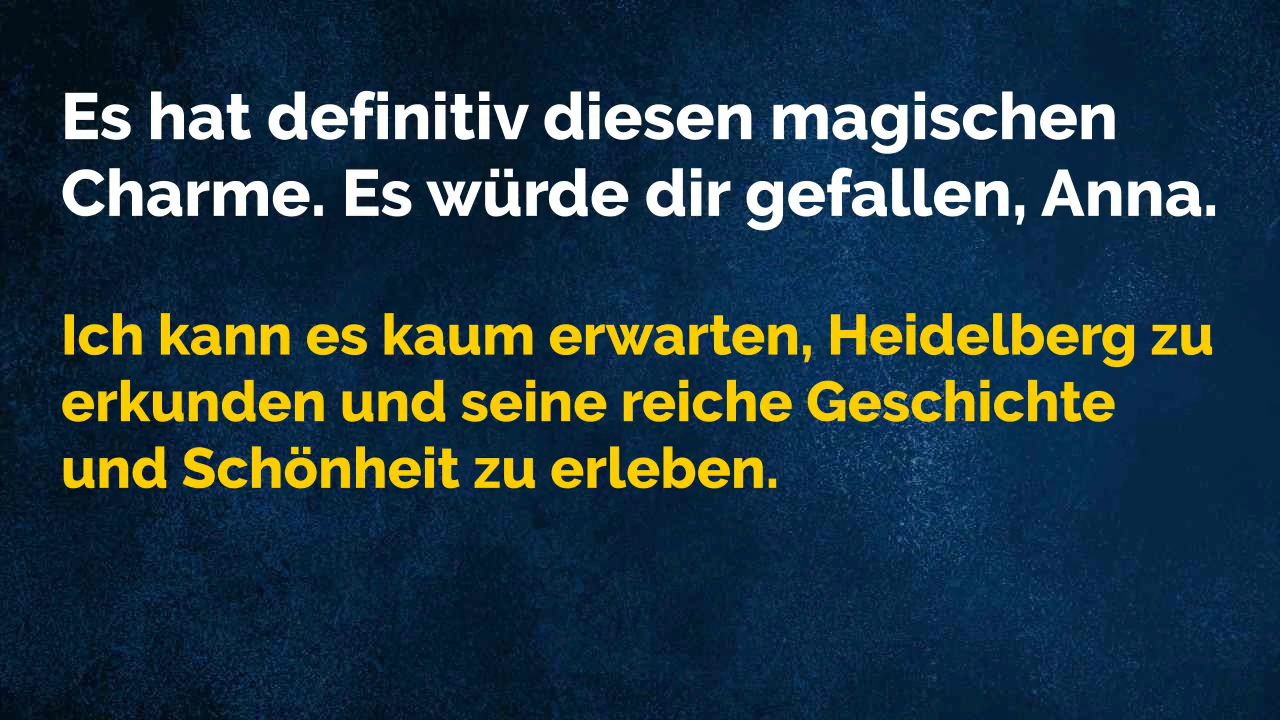 Es hat definitiv diesen magischen
Charme. Es würde dir gefallen, Anna.
Ich kann es kaum erwarten, Heidelberg zu
erkunden und seine reiche Geschichte
und Schönheit zu erleben.